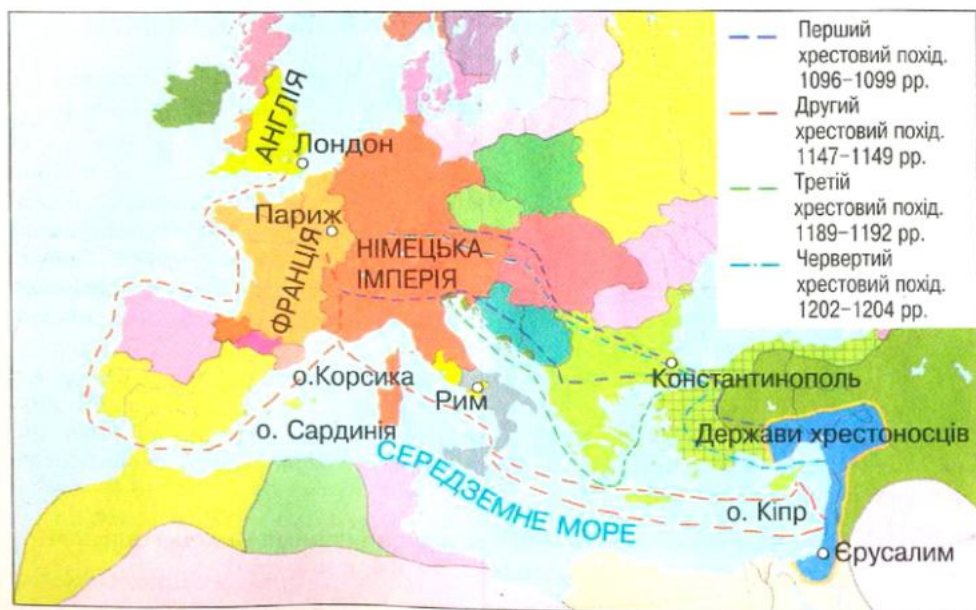 Перший
хрестовий похід.
1096–1099 рр.
Другий
хрестовий похід.
1147–1149 рр.
Третій
хрестовий похід.
1189–1192 рр.
Червертий
хрестовий похід.
1202–1204 рр.
АНГЛІЯ
Лондон
Париж
ФРАНЦІЯ
НІМЕЦЬКА
ІМПЕРІЯ
о.Корсика
Рим
Константинополь
о. Сардинія
Держави хрестоносців
СЕРЕДЗЕМНЕ МОРЕ
о. Кіпр
Єрусалим